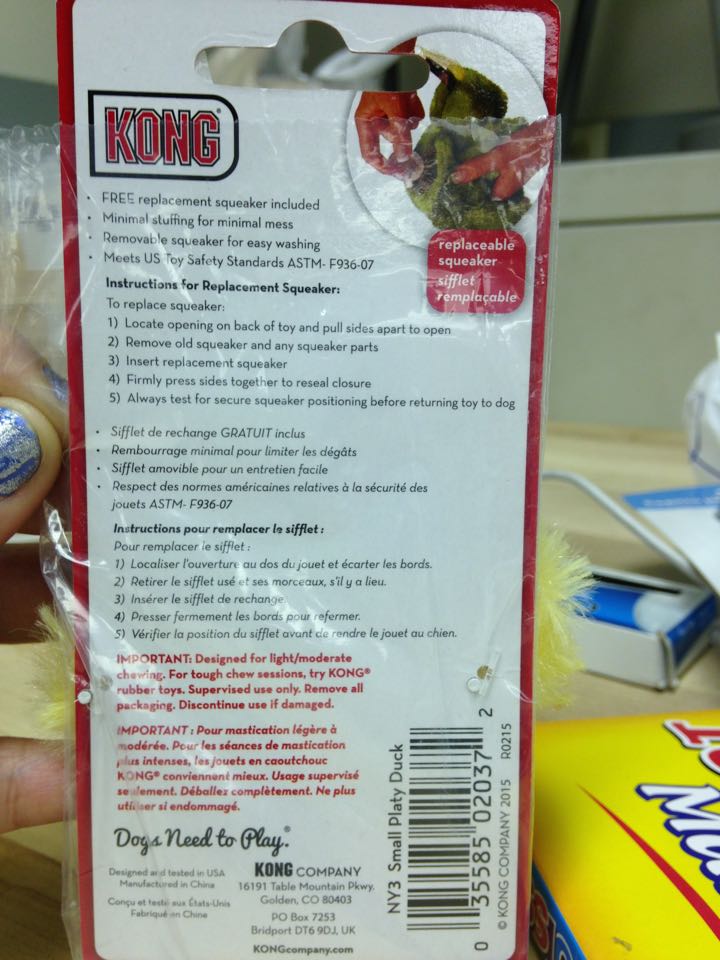 KONG®
• FREE replacement squeaker included
• Minimal stuffing for minimal mess
• Removable squeaker for easy washing
• Meets US Toy Safety Standards ASTM- F936-07
replaceable
squeaker
sifflet
remplaçable
Instructions for Replacement Squeaker:
To replace squeaker:
1) Locate opening on back of toy and pull sides apart to open
2) Remove old squeaker and any squeaker parts
3) Insert replacement squeaker
4) Firmly press sides together to reseal closure
5) Always test for secure squeaker positioning before returning toy to dog
• Sifflet de rechange GRATUIT inclus
• Rembourrage minimal pour limiter les dégâts
• Sifflet amovible pour un entretien facile
• Respect des normes américaines relatives à la sécurité des
jouets ASTM- F936-07
Instructions pour remplacer le sifflet :
Pour remplacer le sifflet :
1) Localiser l'ouverture au dos du jouet et écarter les bords.
2) Retirer le sifflet usé et ses morceaux, s'il y a lieu.
3) Insérer le sifflet de rechange.
4) Presser fermement les bords pour refermer.
5) Vérifier la position du sifflet avant de rendre le jouet au chien.
IMPORTANT: Designed for light/moderate
chewing. For tough chew sessions, try KONG®
rubber toys. Supervised use only. Remove all
packaging. Discontinue use if damaged.
IMPORTANT : Pour mastication légère à
modérée. Pour les séances de mastication
plus intenses, les jouets en caoutchouc
KONG® conviennent mieux. Usage supervisé
seulement. Déballez complètement. Ne plus
utiliser si endommagé.
Dogs Need to Play.®
Designed and tested in USA
Manufactured in China
Conçu et testé aux États-Unis
Fabriqué en Chine
KONG COMPANY
16191 Table Mountain Pkwy.
Golden, CO 80403
PO Box 7253
Bridport DT6 9DJ, UK
KONGcompany.com
NY3 Small Platy Duck
0 35585 02037 2
© KONG COMPANY 2015 R0215